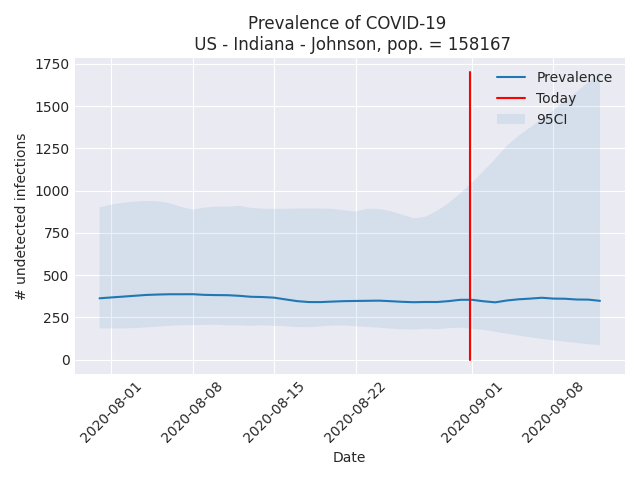 Prevalence of COVID-19
US - Indiana - Johnson, pop. = 158167
1750
1500
1250
1000
750
500
250
0
# undetected infections
Prevalence
Today
95CI
2020-08-01
2020-08-08
2020-08-15
2020-08-22
2020-09-01
2020-09-08
Date